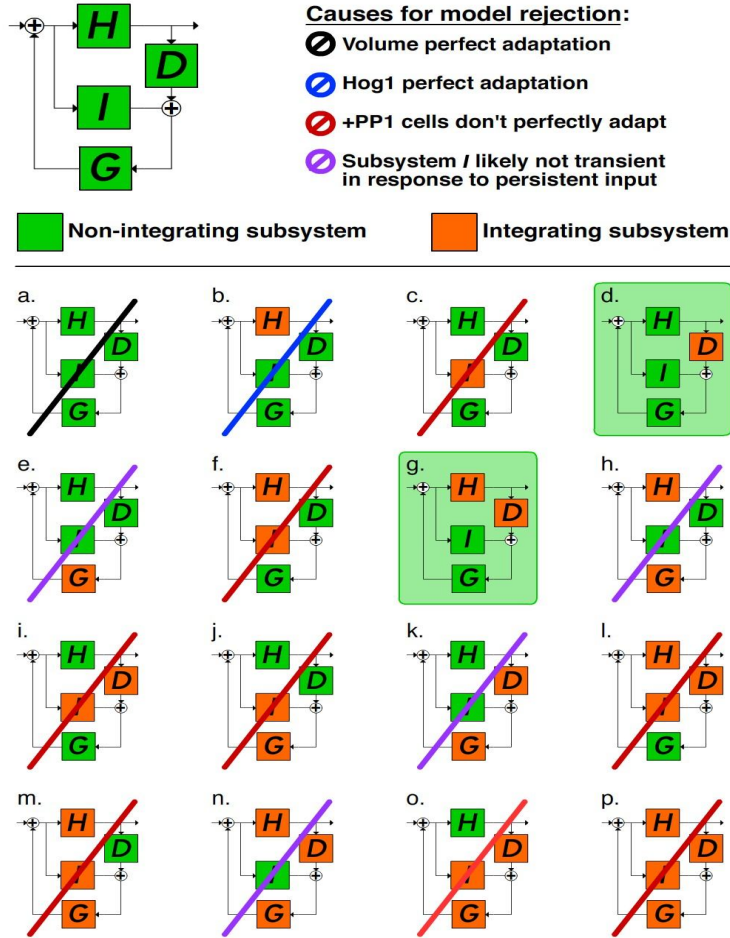 H
D
I
G
Causes for model rejection:
Volume perfect adaptation
Hog1 perfect adaptation
+PP1 cells don't perfectly adapt
Subsystem I likely not transient
in response to persistent input
Non-integrating subsystem
Integrating subsystem
a. b. c. d.
H H H H
D D D D
I I I I
G G G G
e. f. g. h.
H H H H
D D D D
I I I I
G G G G
i. j. k. l.
H H H H
D D D D
I I I I
G G G G
m. n. o. p.
H H H H
D D D D
I I I I
G G G G